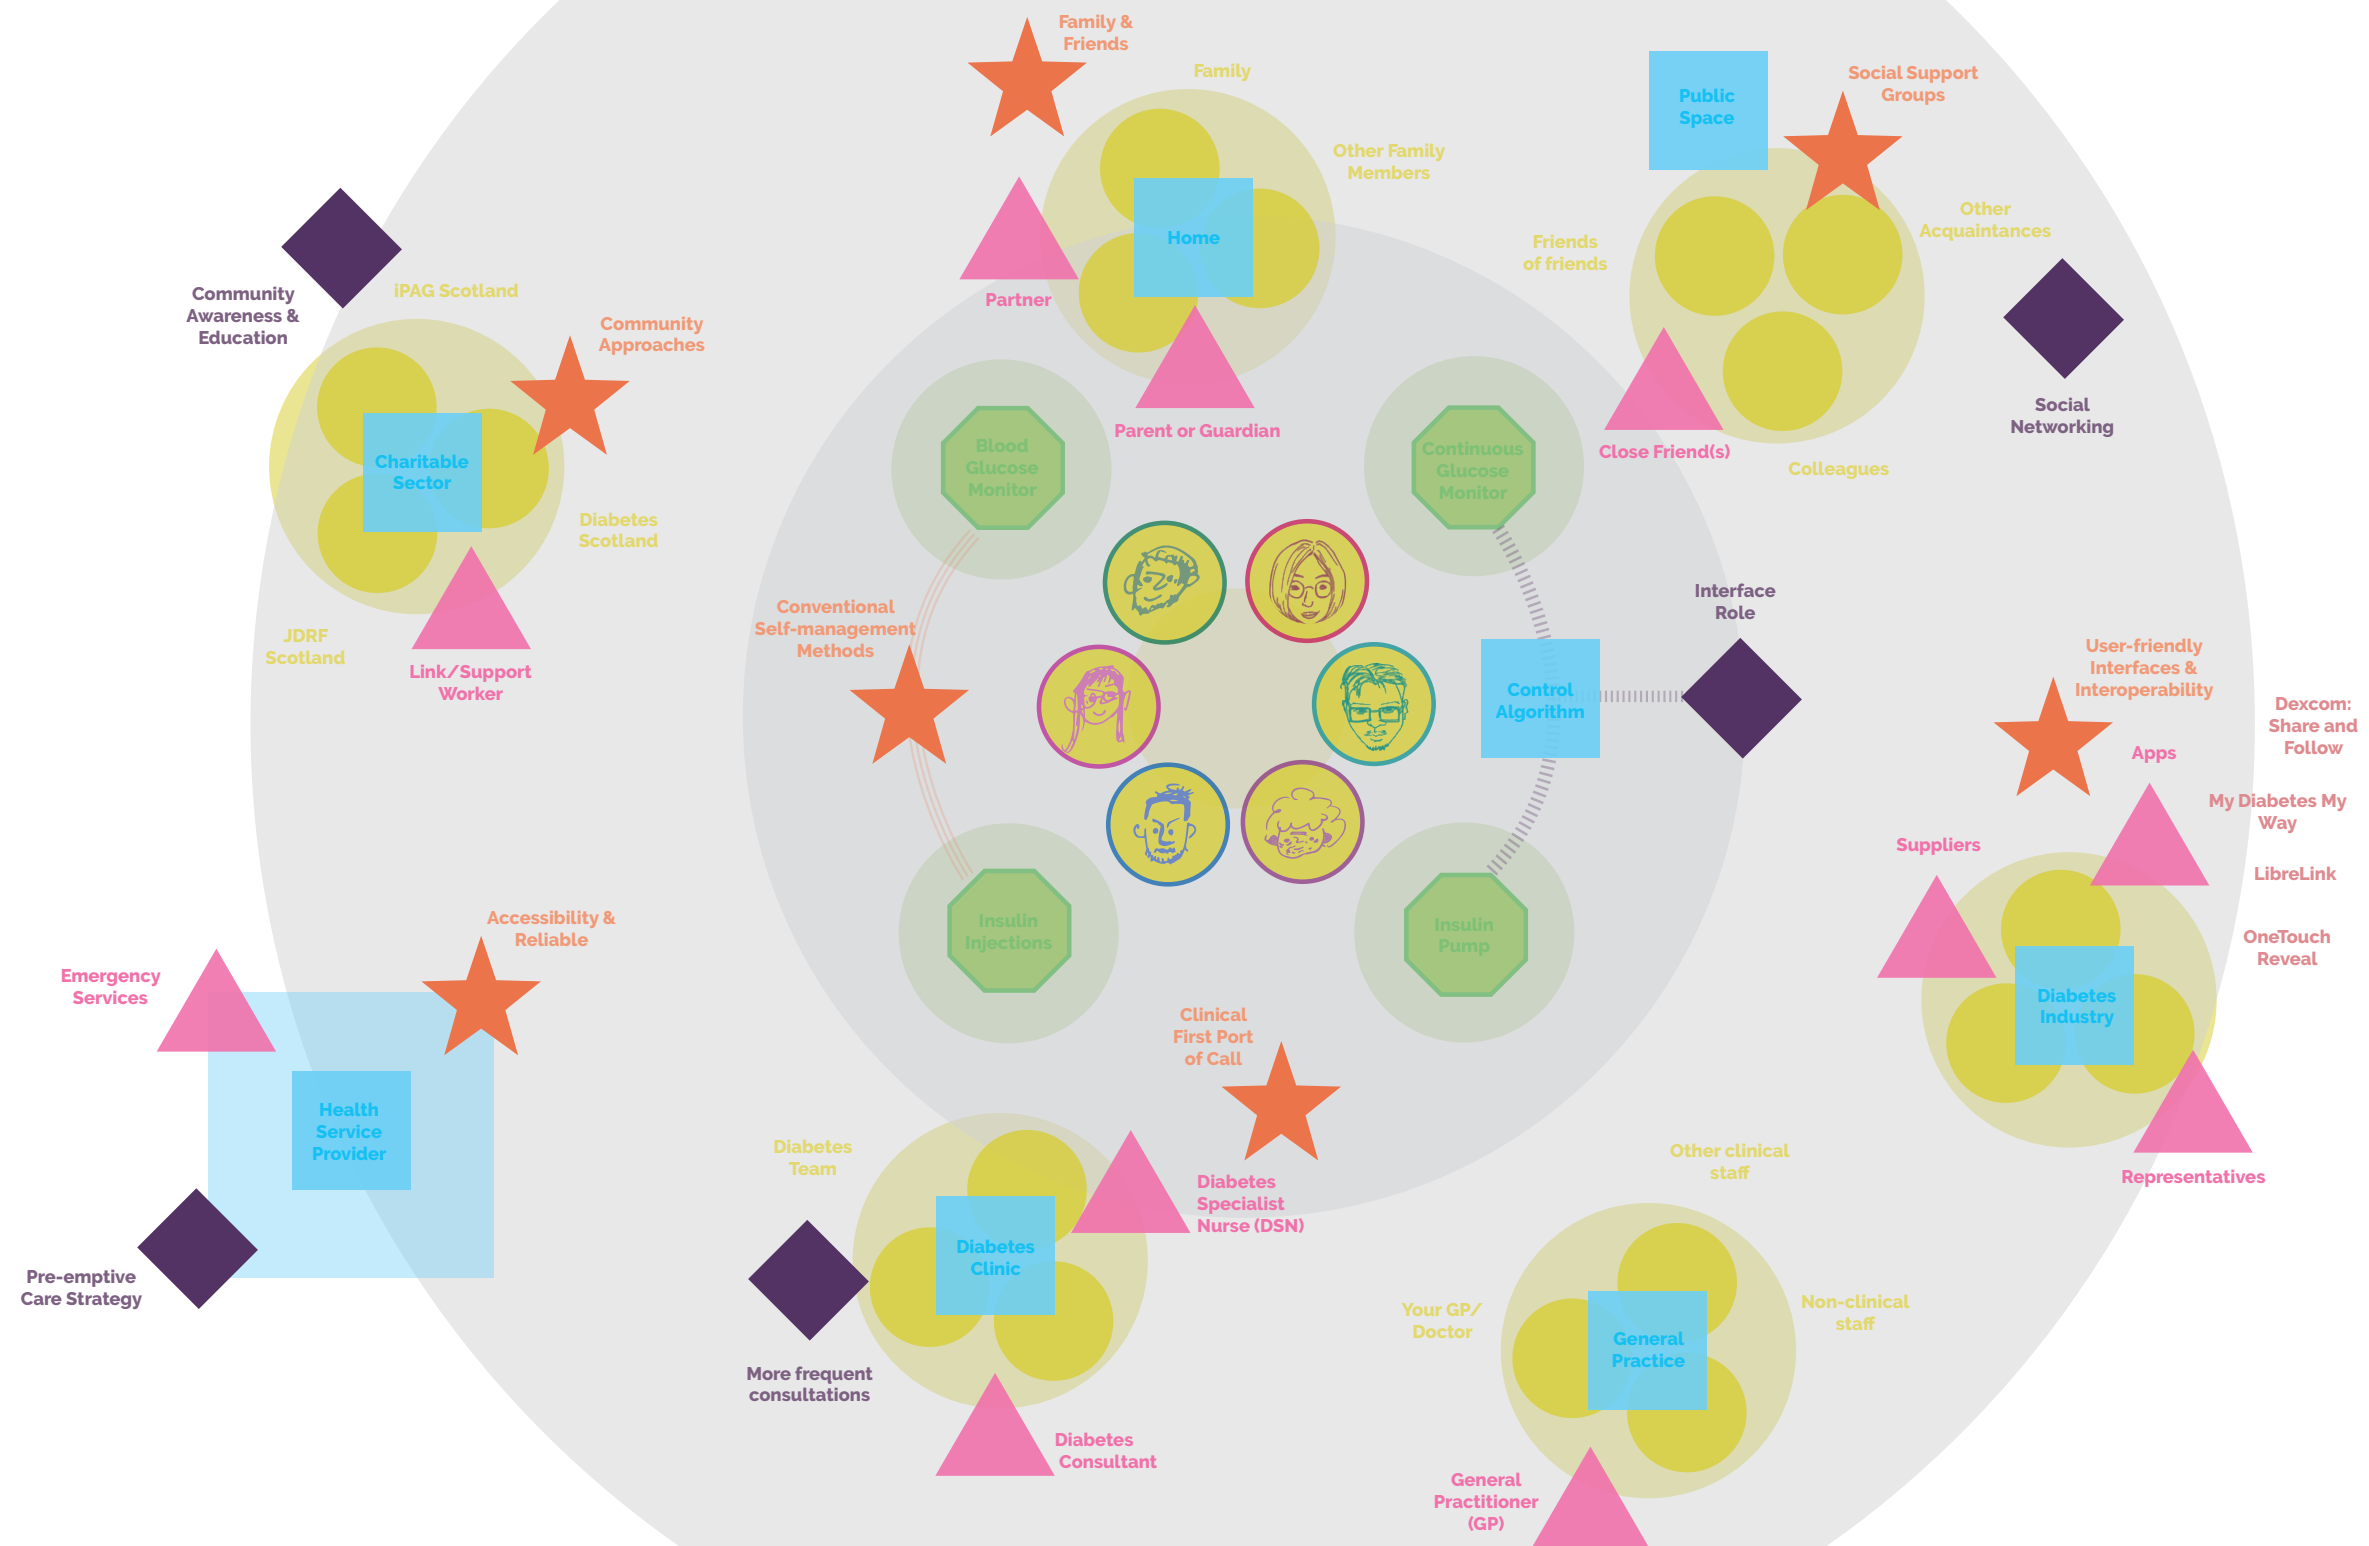 Family &
Friends
Family
Other Family
Members
Home
Partner
Parent or Guardian
Public
Space
Social Support
Groups
Other
Acquaintances
Friends
of friends
Close Friend(s)
Colleagues
Social
Networking
Community
Awareness &
Education
iPAG Scotland
Community
Approaches
Charitable
Sector
Diabetes
Scotland
JDRF
Scotland
Link/Support
Worker
Blood
Glucose
Monitor
Continuous
Glucose
Monitor
Conventional
Self-management
Methods
Interface
Role
Control
Algorithm
Insulin
Injections
Insulin
Pump
User-friendly
Interfaces &
Interoperability
Dexcom:
Share and
Follow
Apps
My Diabetes My
Way
Suppliers
LibreLink
OneTouch
Reveal
Diabetes
Industry
Representatives
Accessibility &
Reliable
Emergency
Services
Health
Service
Provider
Pre-emptive
Care Strategy
Clinical
First Port
of Call
Diabetes
Team
Diabetes
Specialist
Nurse (DSN)
Diabetes
Clinic
More frequent
consultations
Diabetes
Consultant
Other clinical
staff
Your GP/
Doctor
Non-clinical
staff
General
Practice
General
Practitioner
(GP)